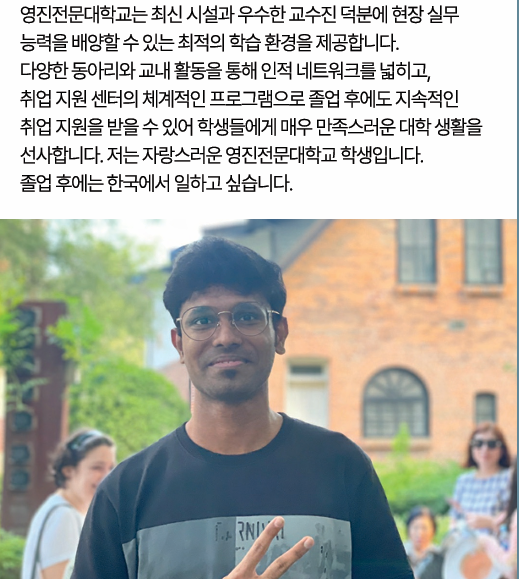 영진전문대학교는 최신 시설과 우수한 교수진 덕분에 현장 실무
능력을 배양할 수 있는 최적의 학습 환경을 제공합니다.
다양한 동아리와 교내 활동을 통해 인적 네트워크를 넓히고,
취업 지원 센터의 체계적인 프로그램으로 졸업 후에도 지속적인
취업 지원을 받을 수 있어 학생들에게 매우 만족스러운 대학 생활을
선사합니다. 저는 자랑스러운 영진전문대학교 학생입니다.
졸업 후에는 한국에서 일하고 싶습니다.